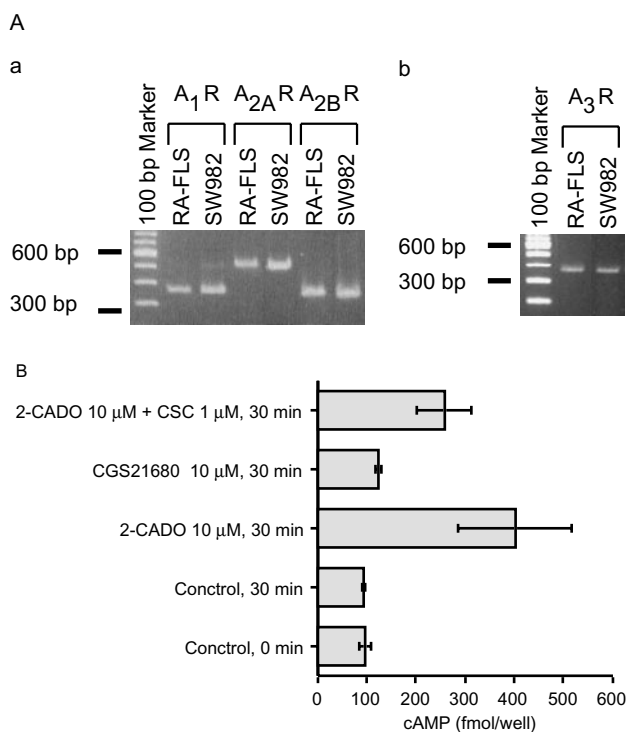 A
a
A1R A2AR A2BR
100 bp Marker
RA-FLS
SW982
RA-FLS
SW982
RA-FLS
SW982
600 bp
300 bp
b
A3R
100 bp Marker
RA-FLS
SW982
600 bp
300 bp
B
2-CADO 10 µM + CSC 1 µM, 30 min
CGS21680 10 µM, 30 min
2-CADO 10 µM, 30 min
Conctrol, 30 min
Conctrol, 0 min
0 100 200 300 400 500 600
cAMP (fmol/well)